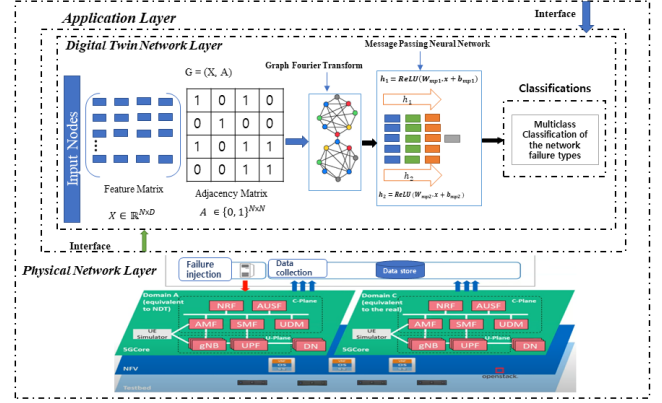 Application Layer
Interface
Digital Twin Network Layer
Message Passing Neural Network
Graph Fourier Transform
G = (X, A)
Input Nodes
1 0 1 0
0 1 0 0
1 0 1 1
0 0 1 1
h₁ = ReLU(Wmp1.x + bmp1)
h₁
h₂
h₂ = ReLU(Wmp2.x + bmp2)
Classifications
Multiclass
Classification of
the network
failure types
Feature Matrix
Adjacency Matrix
X ∈ ℝᴺˣᴰ
A ∈ {0, 1}ᴺˣᴺ
Interface
Physical Network Layer
Failure
injection
Data
collection
Data store
Domain A
(equivalent
to NDT)
C-Plane
NRF AUSF
AMF SMF UDM
UE
Simulator
U-Plane
gNB UPF DN
5GCore
Domain C
(equivalent
to the real)
C-Plane
NRF AUSF
AMF SMF UDM
UE
Simulator
U-Plane
gNB UPF DN
5GCore
NFV
openstack.
Testbed